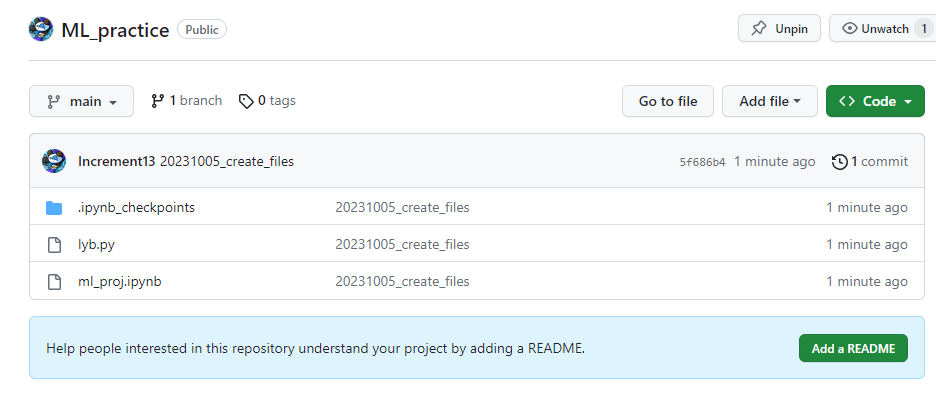 ML_practice Public Unpin Unwatch 1
main 1 branch 0 tags Go to file Add file Code
Increment13 20231005_create_files 5f686b4 1 minute ago 1 commit
.ipynb_checkpoints 20231005_create_files 1 minute ago
lyb.py 20231005_create_files 1 minute ago
ml_proj.ipynb 20231005_create_files 1 minute ago
Help people interested in this repository understand your project by adding a README. Add a README